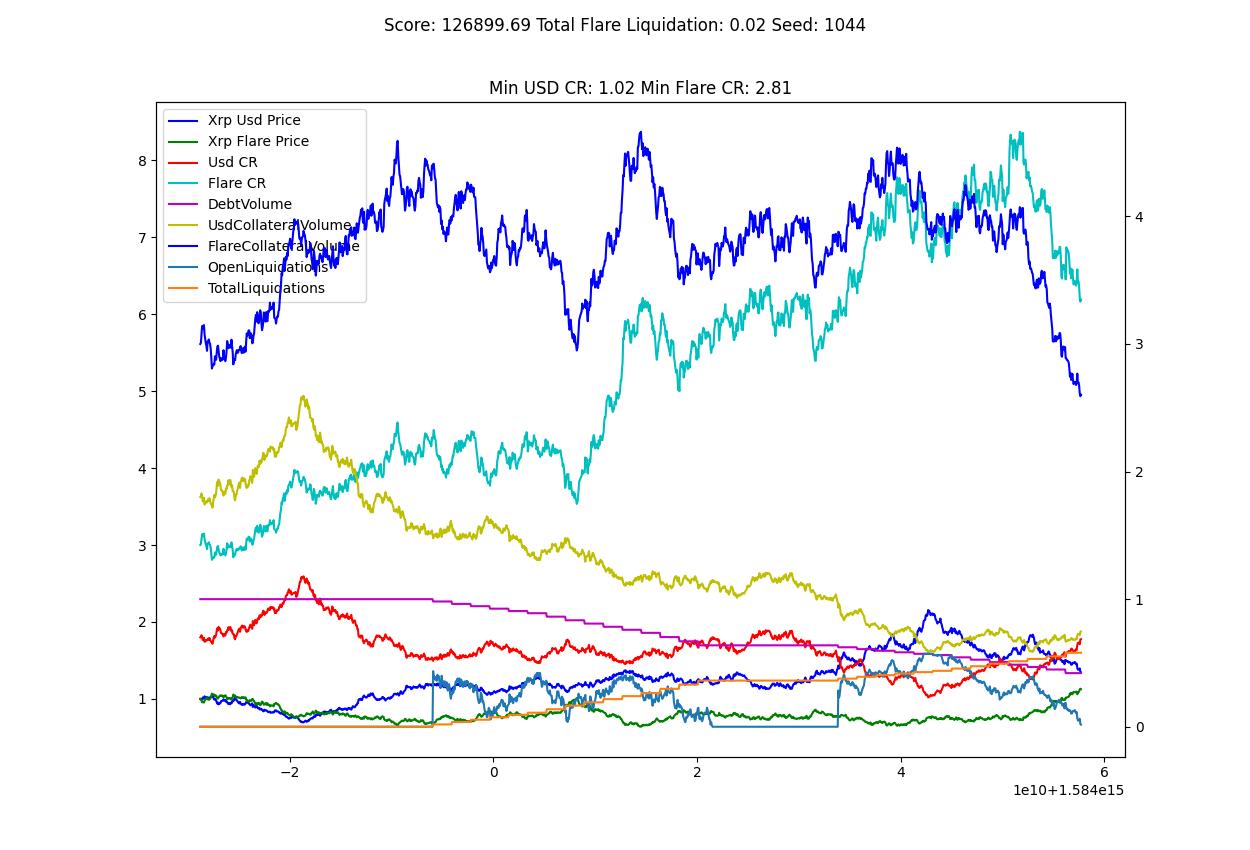 Score: 126899.69 Total Flare Liquidation: 0.02 Seed: 1044
Min USD CR: 1.02 Min Flare CR: 2.81
Xrp Usd Price
Xrp Flare Price
Usd CR
Flare CR
DebtVolume
UsdCollateralVolume
FlareCollateralVolume
OpenLiquidations
TotalLiquidations
8
7
6
5
4
3
2
1
4
3
2
1
0
−2
0
2
4
6
1e10+1.584e15